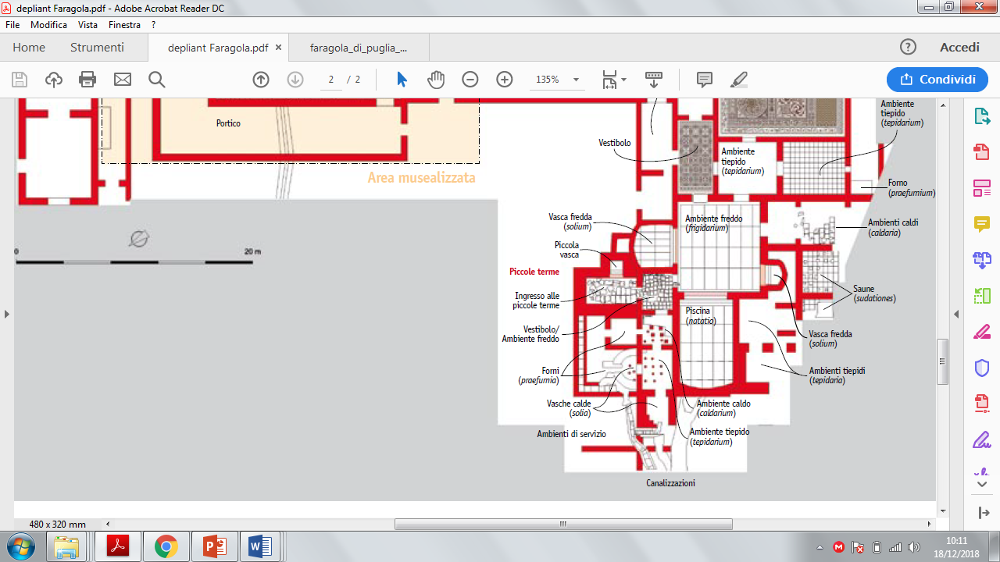 depliant Faragola.pdf - Adobe Acrobat Reader DC
File Modifica Vista Finestra ?
Home Strumenti depliant Faragola.pdf × faragola_di_puglia_... ? Accedi
2 / 2 135% Condividi
Portico
Vestibolo
Ambiente
tiepido
(tepidarium)
Ambiente
tiepido
(tepidarium)
Area musealizzata
Forno
(praefurnium)
Vasca fredda
(solium)
Ambiente freddo
(frigidarium)
Ambienti caldi
(caldaria)
0 20 m
Piccola
vasca
Piccole terme
Ingresso alle
piccole terme
Saune
(sudationes)
Piscina
(natatio)
Vestibolo/
Ambiente freddo
Vasca fredda
(solium)
Forni
(praefurnia)
Ambienti tiepidi
(tepidaria)
Vasche calde
(solia)
Ambiente caldo
(caldarium)
Ambienti di servizio
Ambiente tiepido
(tepidarium)
Canalizzazioni
480 x 320 mm
10:11
18/12/2018